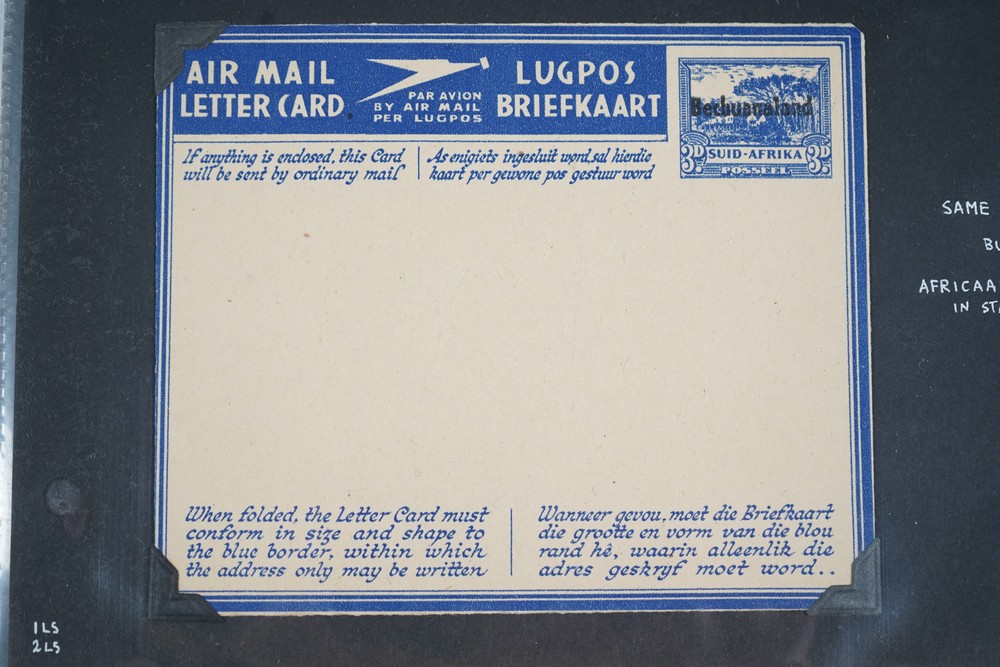 AIR MAIL
LETTER CARD
PAR AVION
BY AIR MAIL
PER LUGPOS
LUGPOS
BRIEFKAART
Bechuanaland
3D SUID-AFRIKA 3D
POSSEEL
If anything is enclosed, this Card
will be sent by ordinary mail
As enigiets ingesluit word, sal hierdie
kaart per gewone pos gestuur word
SAME
BU
AFRICAA
IN STA
When folded, the Letter Card must
conform in size and shape to
the blue border, within which
the address only may be written
Wanneer gevou, moet die Briefkaart
die grootte en vorm van die blou
rand hê, waarin alleenlik die
adres geskryf moet word..
1LS
2LS